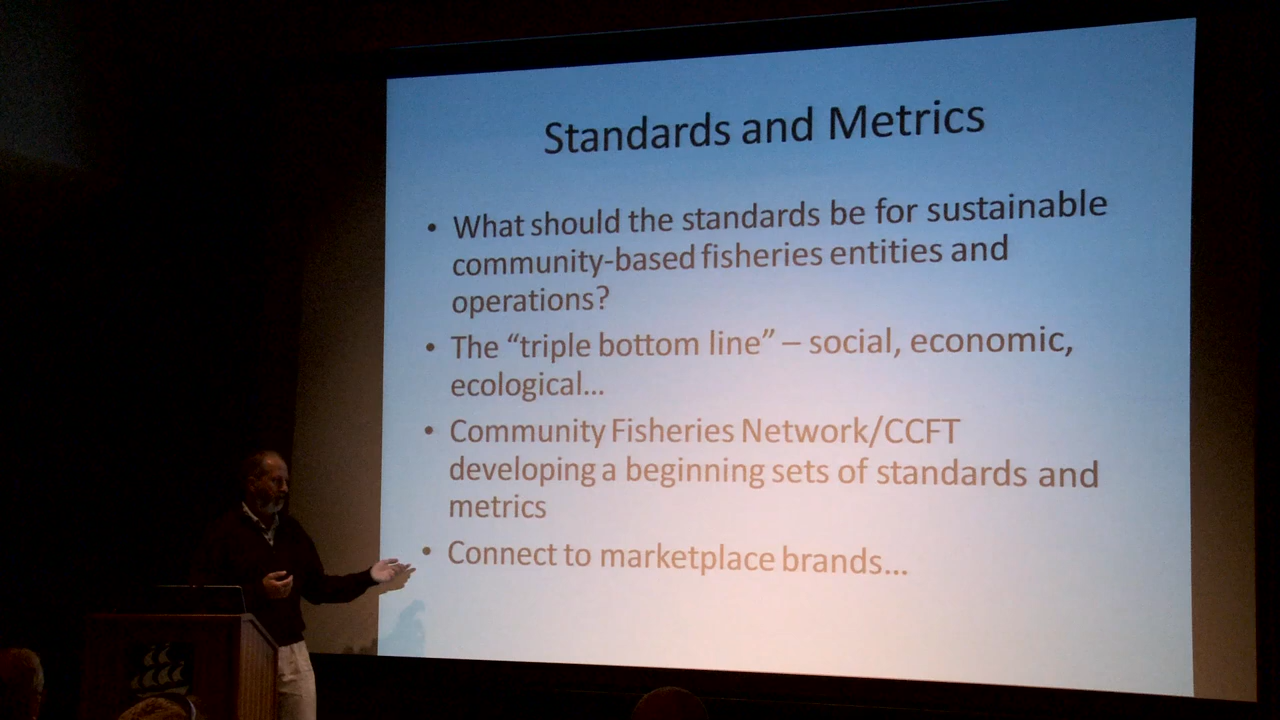 Standards and Metrics
• What should the standards be for sustainable
community-based fisheries entities and
operations?
• The “triple bottom line” – social, economic,
ecological...
• Community Fisheries Network/CCFT
developing a beginning sets of standards and
metrics
• Connect to marketplace brands...